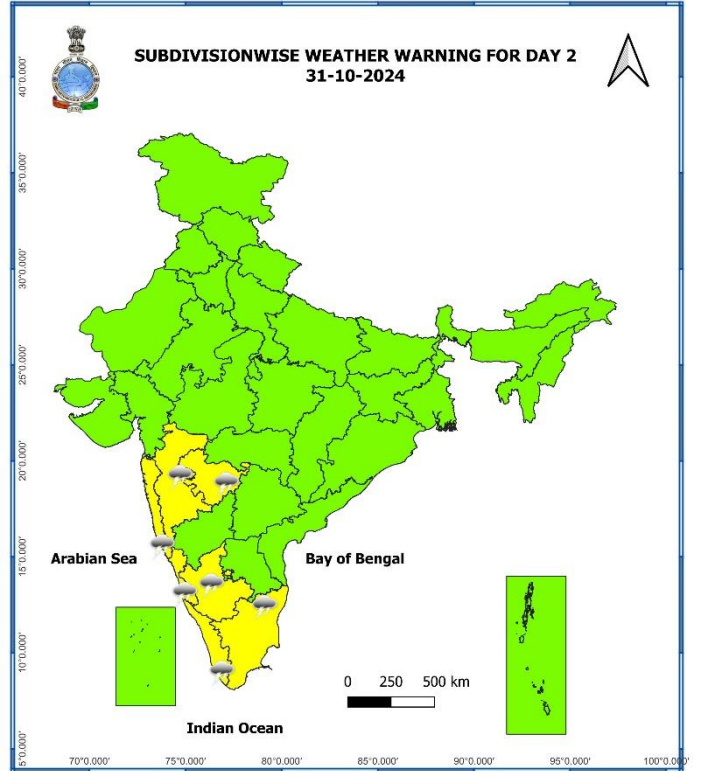 SUBDIVISIONWISE WEATHER WARNING FOR DAY 2
31-10-2024
40°0.000'
35°0.000'
30°0.000'
25°0.000'
20°0.000'
15°0.000'
10°0.000'
5°0.000'
Arabian Sea
Bay of Bengal
0 250 500 km
Indian Ocean
70°0.000' 75°0.000' 80°0.000' 85°0.000' 90°0.000' 95°0.000' 100°0.000'